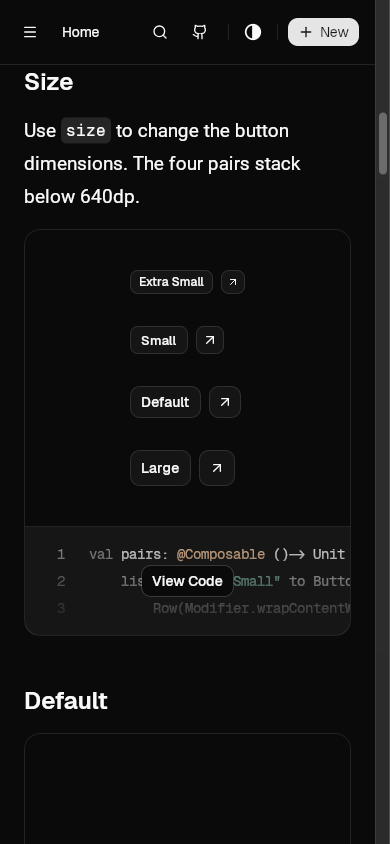 Home
New
Size
Use size to change the button
dimensions. The four pairs stack
below 640dp.
Extra Small
Small
Default
Large
1 val pairs: @Composable ()-> Unit
2 lis View Code Small" to Butto
3 Row(Modifier.wrapContentW
Default